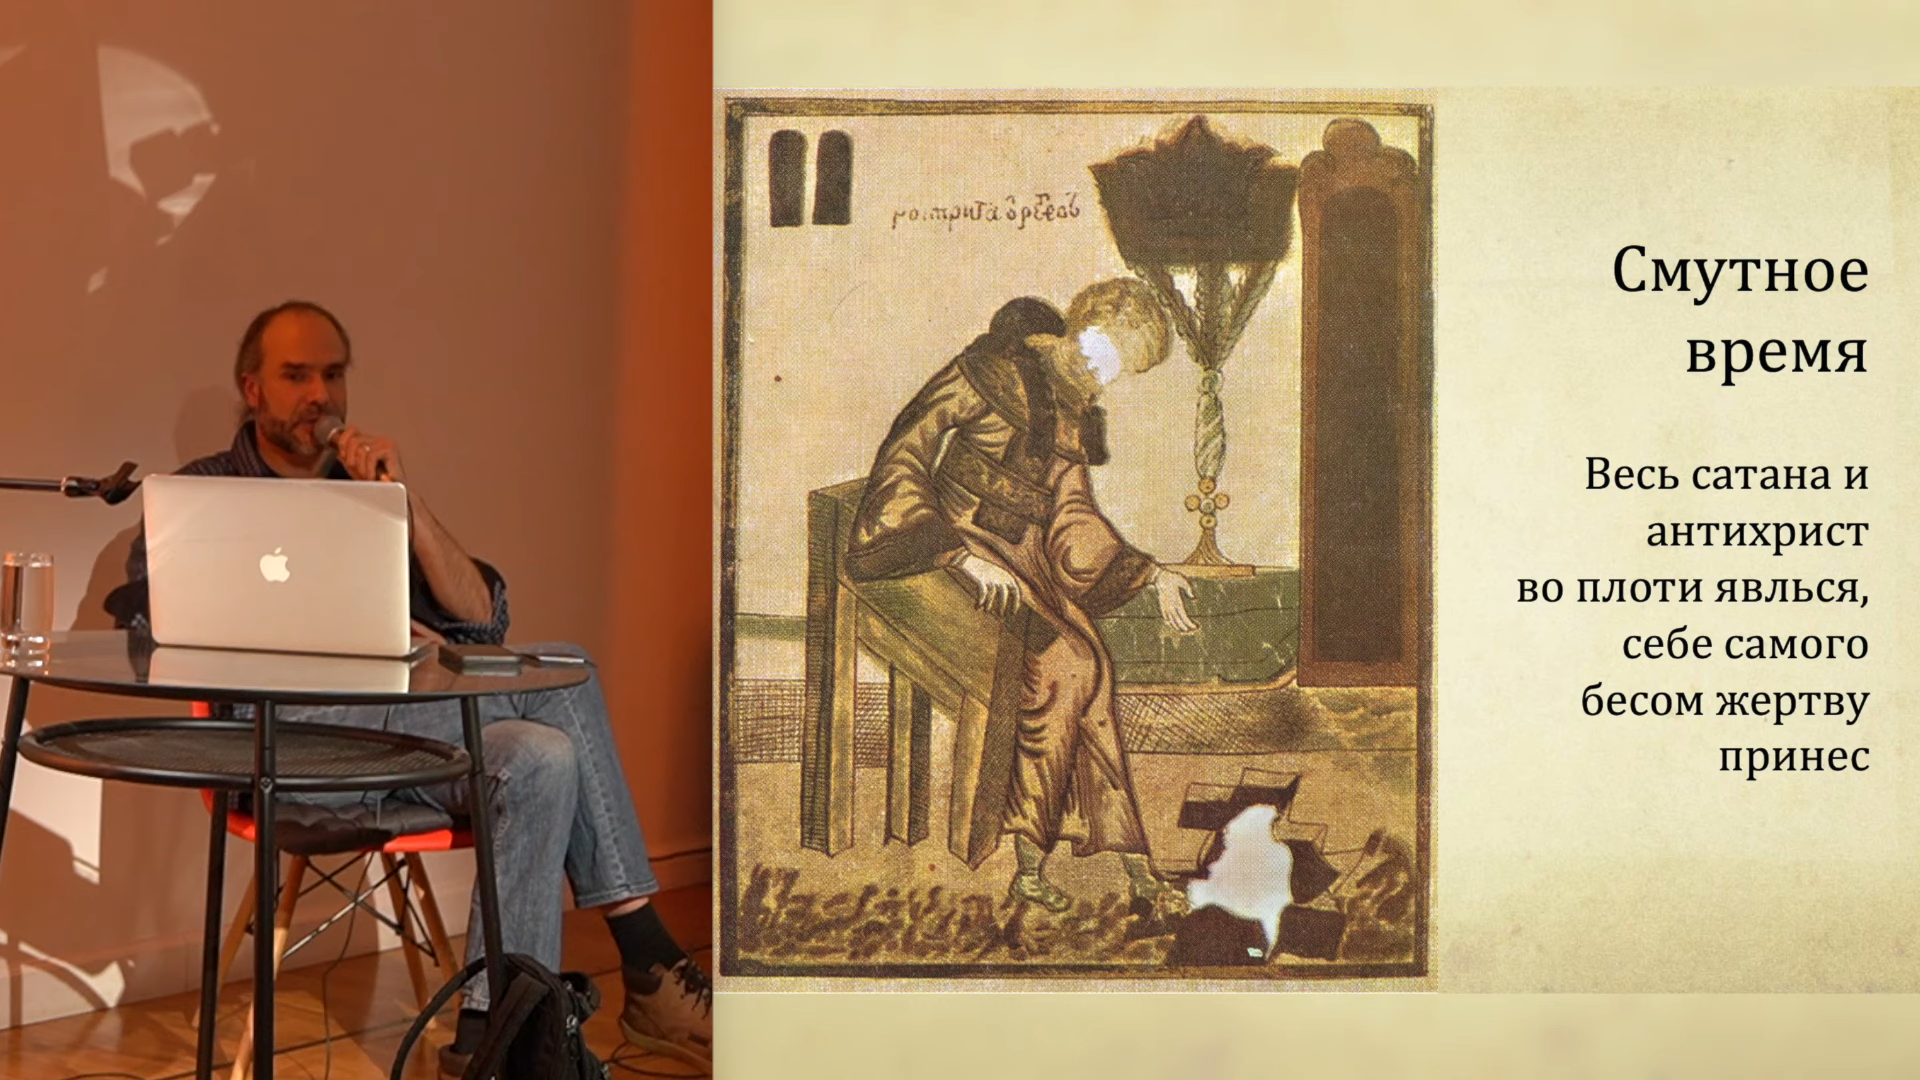 Смутное
время
Весь сатана и
антихрист
во плоти явлься,
себе самого
бесом жертву
принес